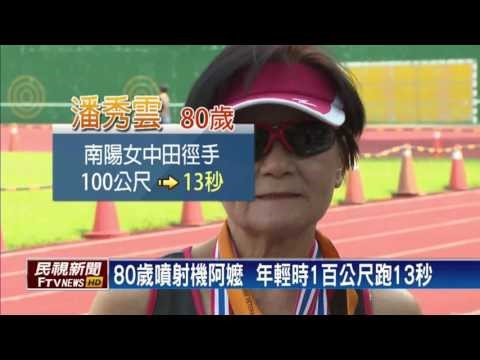 潘秀雲 80歲
南陽女中田徑手
100公尺 ➡ 13秒
民視新聞
FTVNEWS HD
80歲噴射機阿嬤 年輕時1百公尺跑13秒